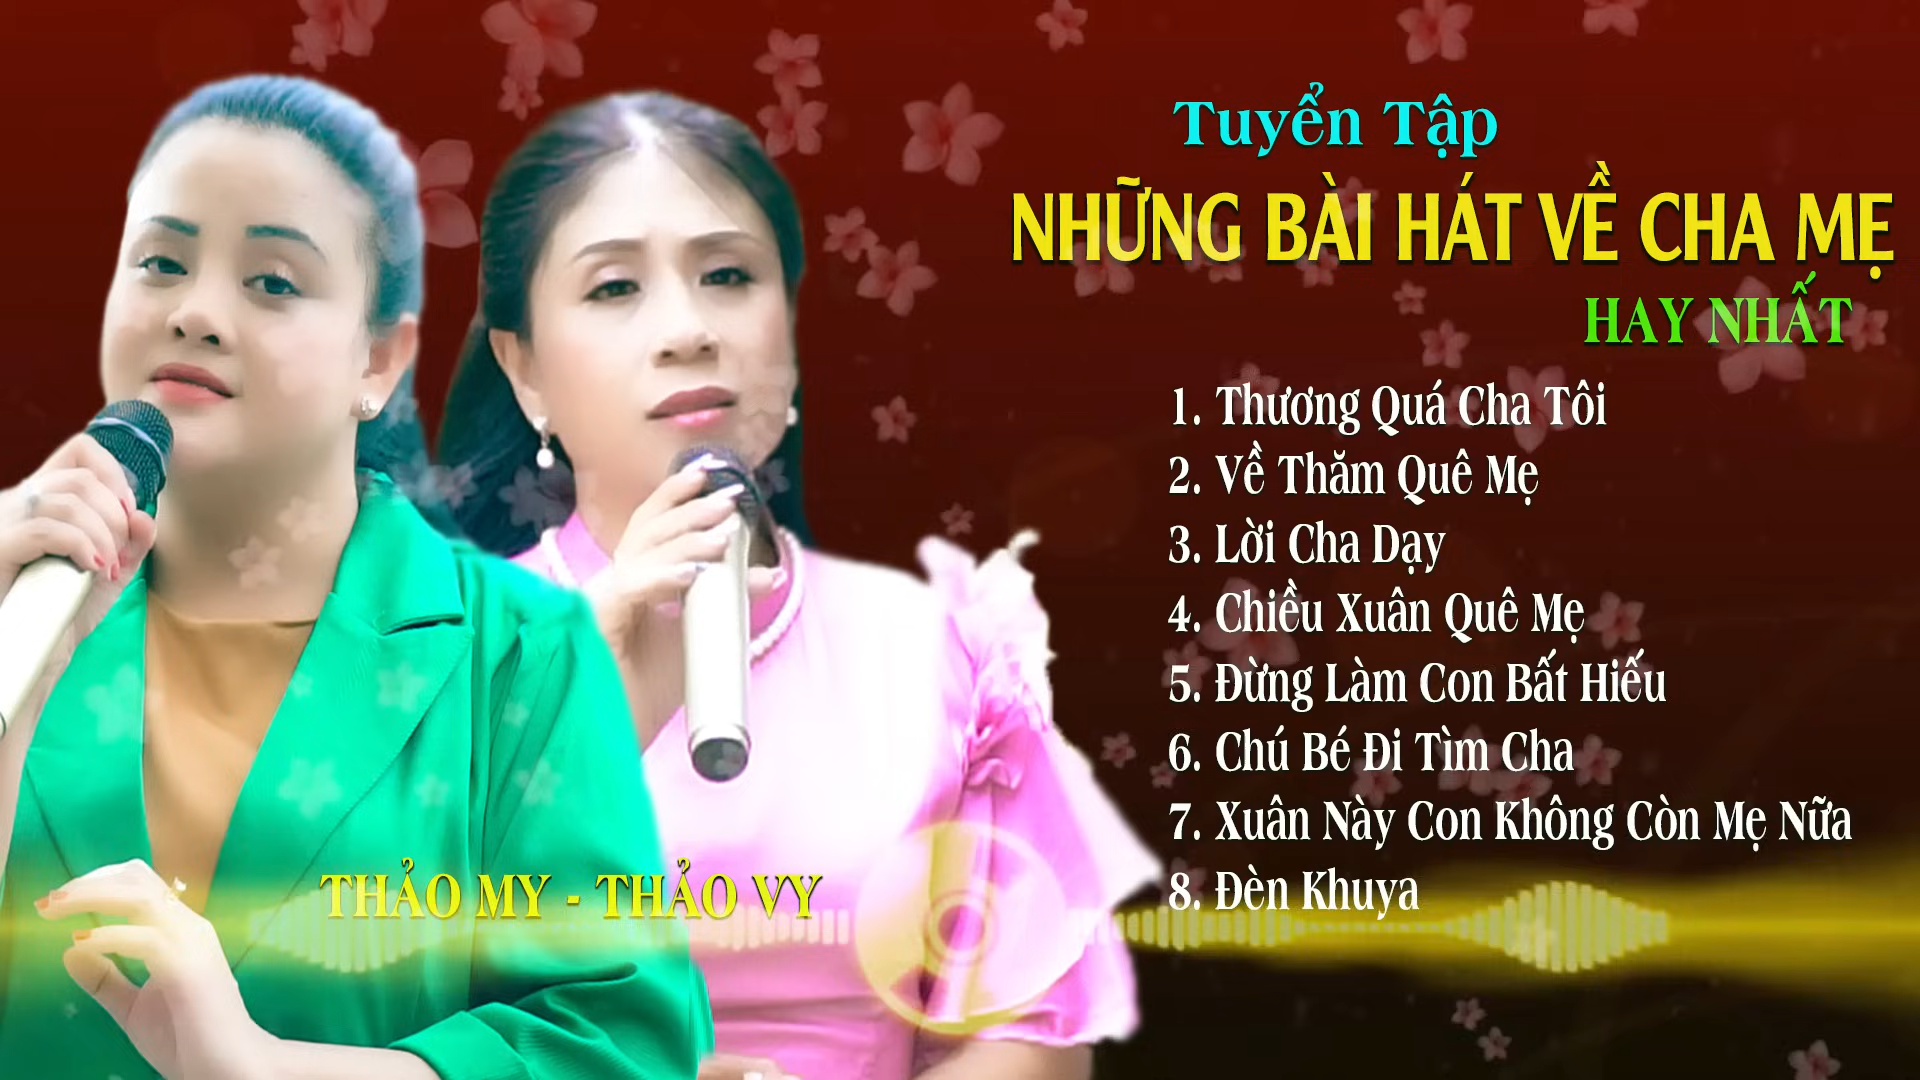 Tuyển Tập
NHỮNG BÀI HÁT VỀ CHA MẸ
HAY NHẤT
1. Thương Quá Cha Tôi
2. Về Thăm Quê Mẹ
3. Lời Cha Dạy
4. Chiều Xuân Quê Mẹ
5. Đừng Làm Con Bất Hiếu
6. Chú Bé Đi Tìm Cha
7. Xuân Này Con Không Còn Mẹ Nữa
8. Đèn Khuya
THẢO MY - THẢO VY